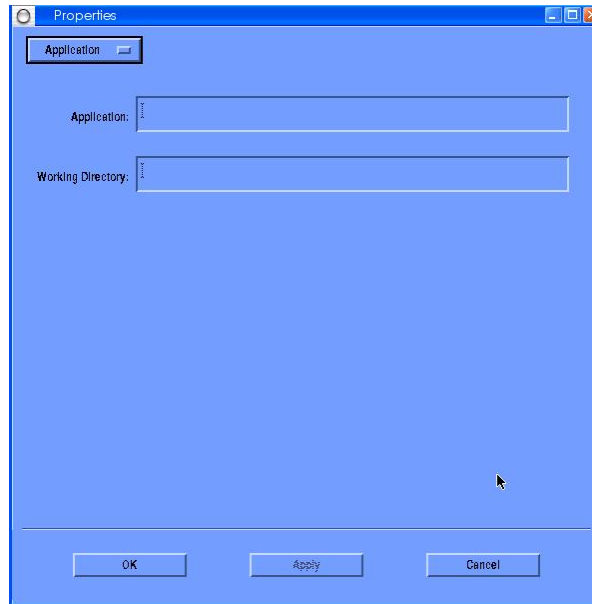 Properties
Application
Application:
Working Directory:
OK
Apply
Cancel